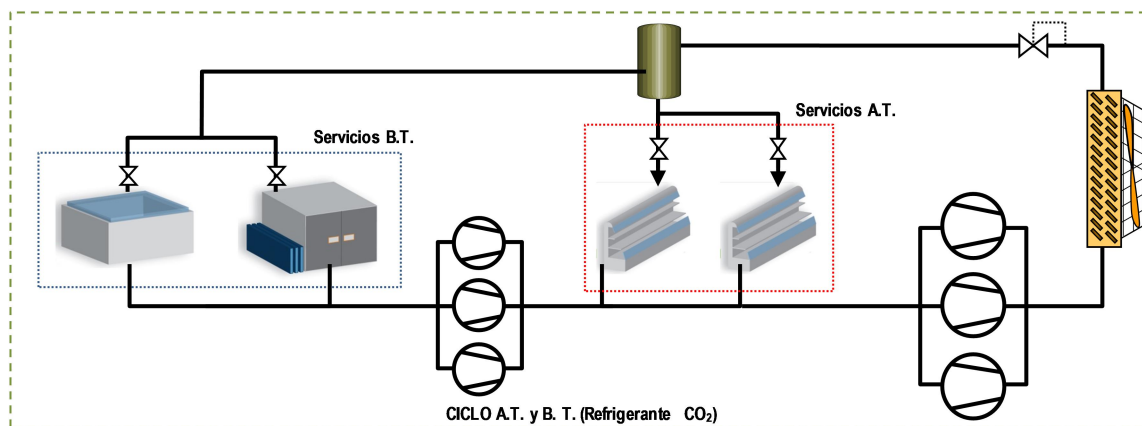 Servicios A.T.
Servicios B.T.
CICLO A.T. y B. T. (Refrigerante CO₂)